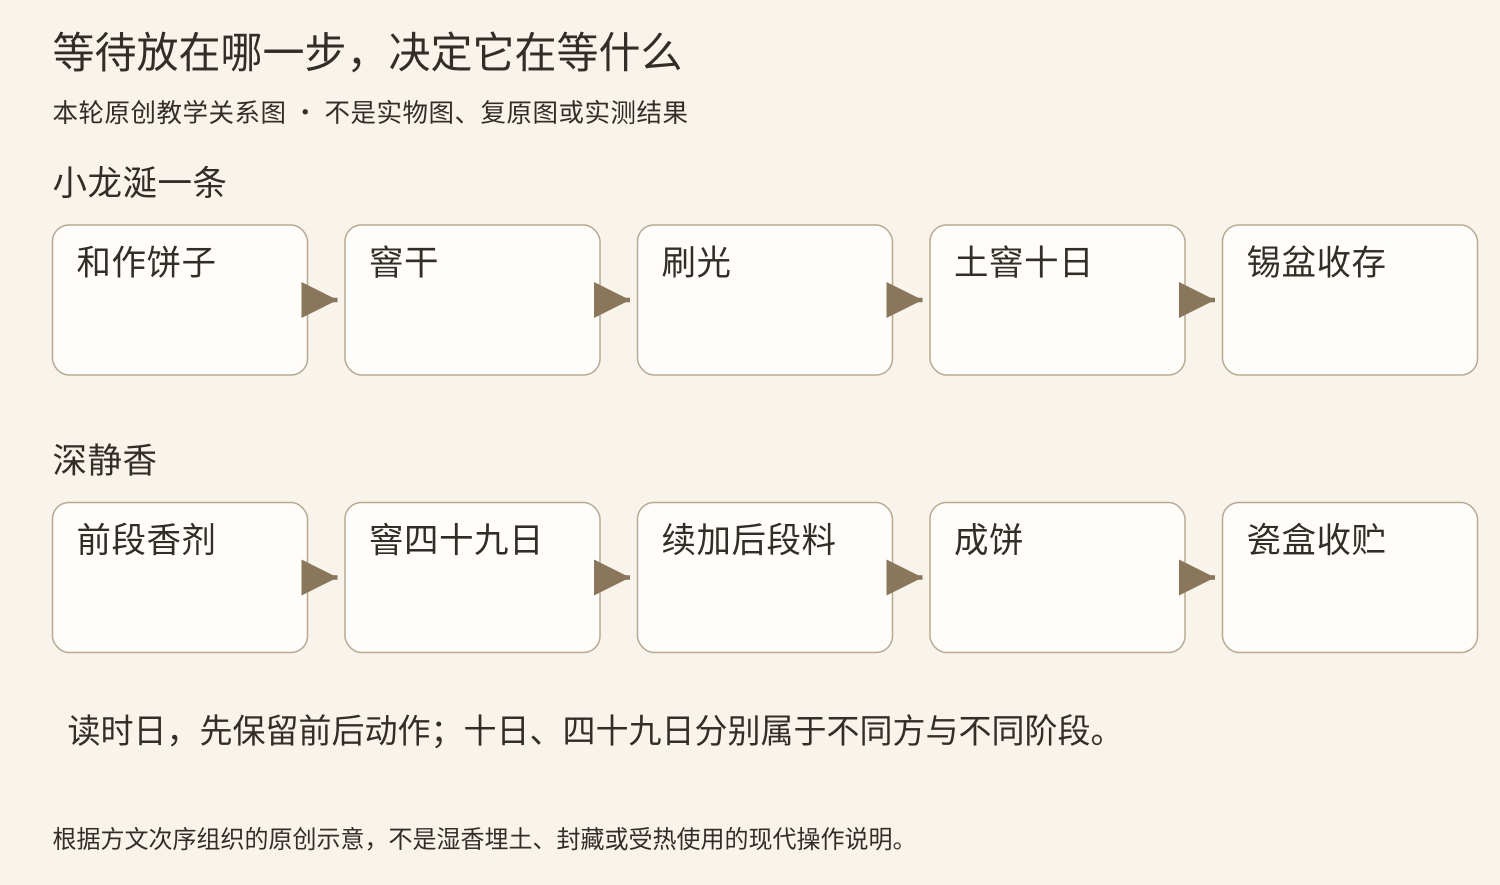 等待放在哪一步，决定它在等什么
本轮原创教学关系图 · 不是实物图、复原图或实测结果
小龙涎一条
和作饼子
窨干
刷光
土窨十日
锡盆收存
深静香
前段香剂
窨四十九日
续加后段料
成饼
瓷盒收贮
读时日，先保留前后动作；十日、四十九日分别属于不同方与不同阶段。
根据方文次序组织的原创示意，不是湿香埋土、封藏或受热使用的现代操作说明。